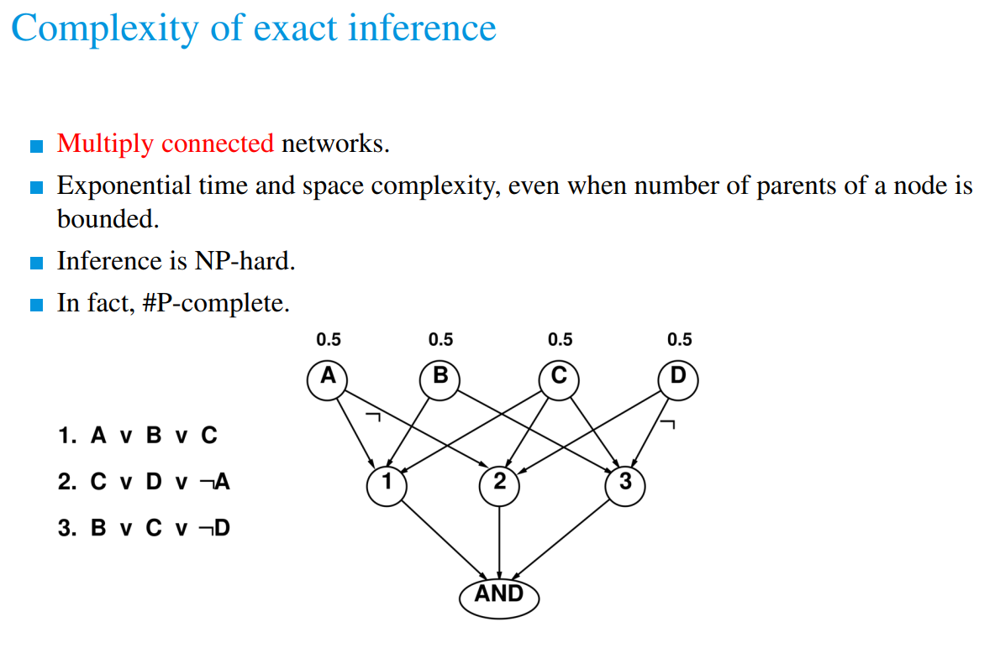 Complexity of exact inference
Multiply connected networks.
Exponential time and space complexity, even when number of parents of a node is
bounded.
Inference is NP-hard.
In fact, #P-complete.
0.5 0.5 0.5 0.5
A B C D
¬ ¬
1. A v B v C
2. C v D v ¬A
3. B v C v ¬D
1 2 3
AND